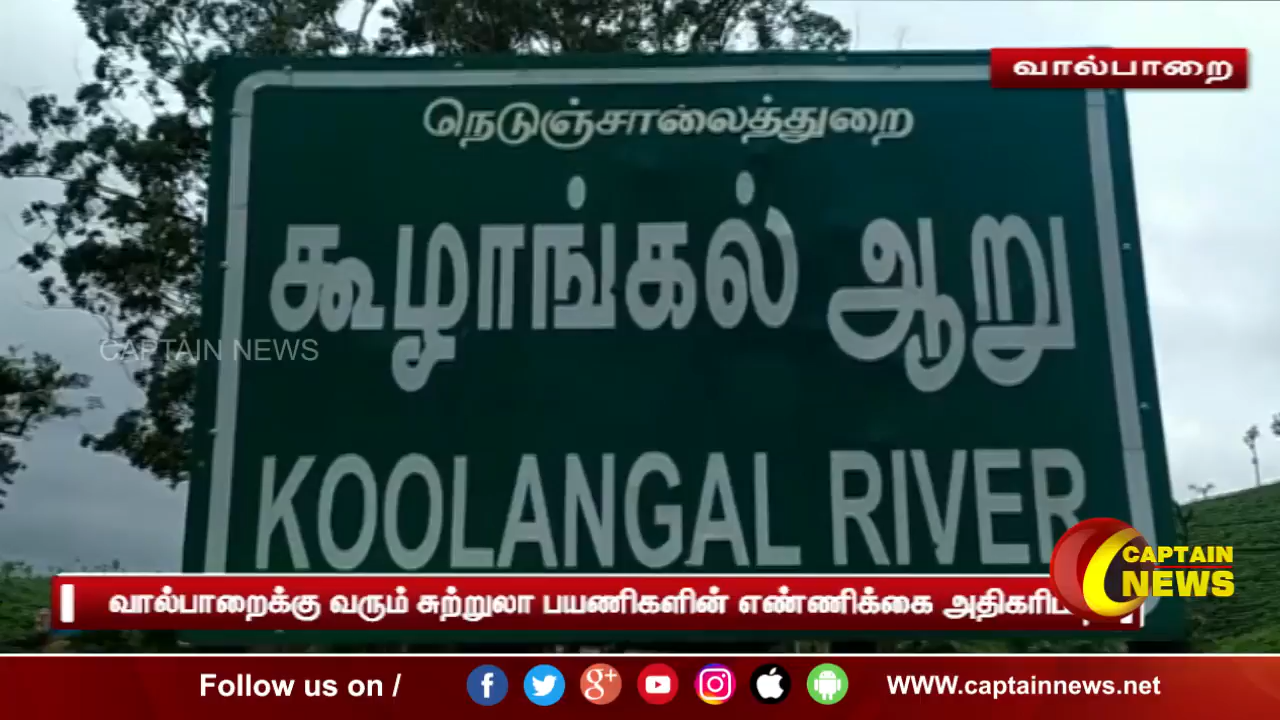 வால்பாறை
நெடுஞ்சாலைத்துறை
கூழாங்கல் ஆறு
CAPTAIN NEWS
KOOLANGAL RIVER
CAPTAIN
NEWS
வால்பாறைக்கு வரும் சுற்றுலா பயணிகளின் எண்ணிக்கை
Follow us on /
WWW.captainnews.net